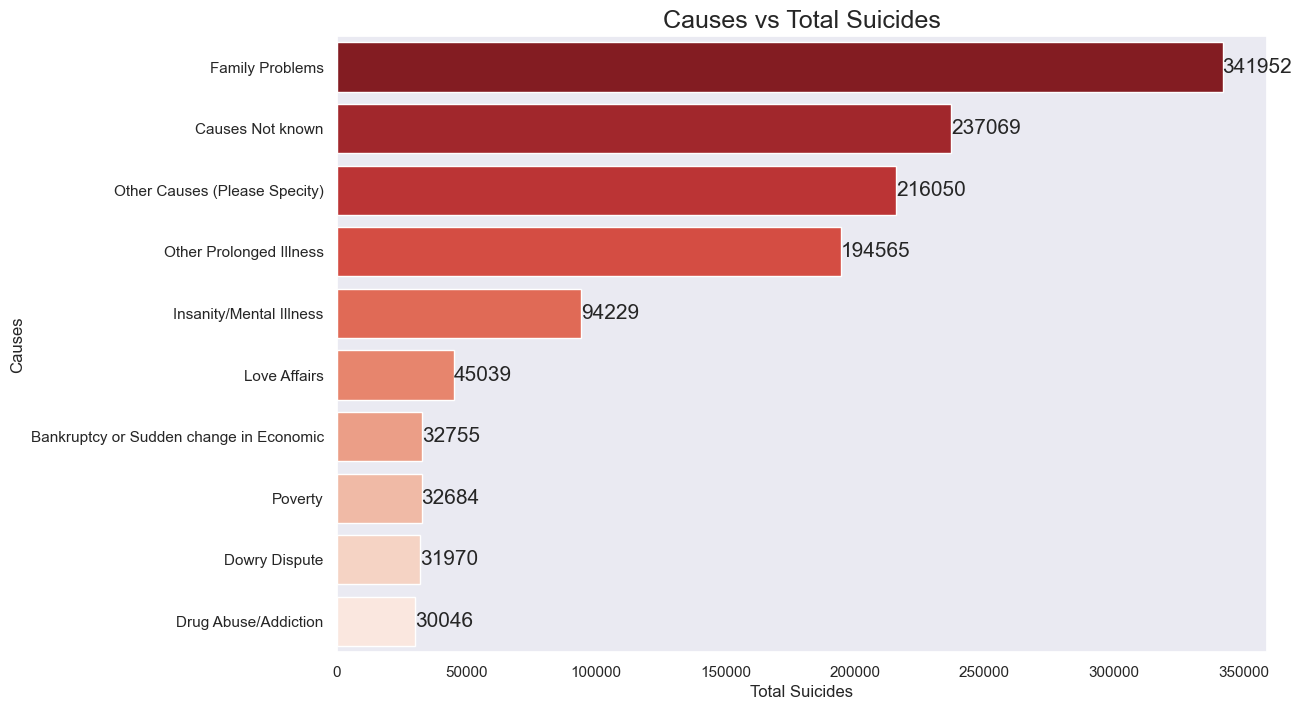 Causes vs Total Suicides
Family Problems
341952
Causes Not known
237069
Other Causes (Please Specity)
216050
Other Prolonged Illness
194565
Insanity/Mental Illness
94229
Love Affairs
45039
Bankruptcy or Sudden change in Economic
32755
Poverty
32684
Dowry Dispute
31970
Drug Abuse/Addiction
30046
Causes
0 50000 100000 150000 200000 250000 300000 350000
Total Suicides